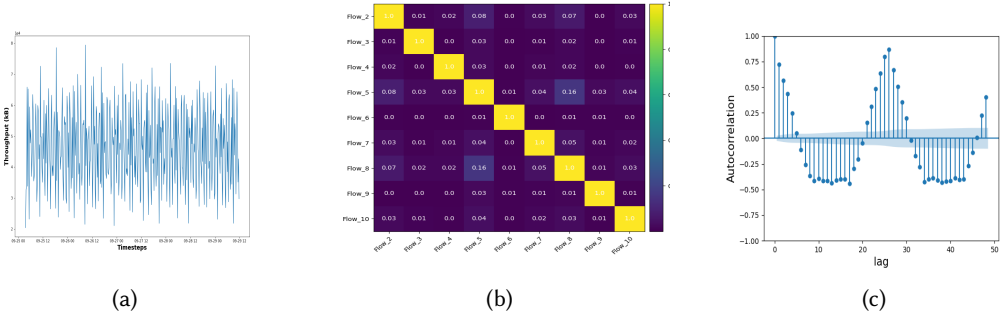 Throughput (kB)
8
7
6
5
4
3
2
Timesteps
(a)
Flow_2 1.0 0.01 0.02 0.08 0.0 0.03 0.07 0.0 0.03
Flow_3 0.01 1.0 0.0 0.03 0.0 0.01 0.02 0.0 0.01
Flow_4 0.02 0.0 1.0 0.03 0.0 0.01 0.02 0.0 0.0
Flow_5 0.08 0.03 0.03 1.0 0.01 0.04 0.16 0.03 0.04
Flow_6 0.0 0.0 0.0 0.01 1.0 0.0 0.01 0.01 0.0
Flow_7 0.03 0.01 0.01 0.04 0.0 1.0 0.05 0.01 0.02
Flow_8 0.07 0.02 0.02 0.16 0.01 0.05 1.0 0.01 0.03
Flow_9 0.0 0.0 0.0 0.03 0.01 0.01 0.01 1.0 0.01
Flow_10 0.03 0.01 0.0 0.04 0.0 0.02 0.03 0.01 1.0
Flow_2 Flow_3 Flow_4 Flow_5 Flow_6 Flow_7 Flow_8 Flow_9 Flow_10
(b)
Autocorrelation
1.00
0.75
0.50
0.25
0.00
−0.25
−0.50
−0.75
−1.00
0 10 20 30 40 50
lag
(c)